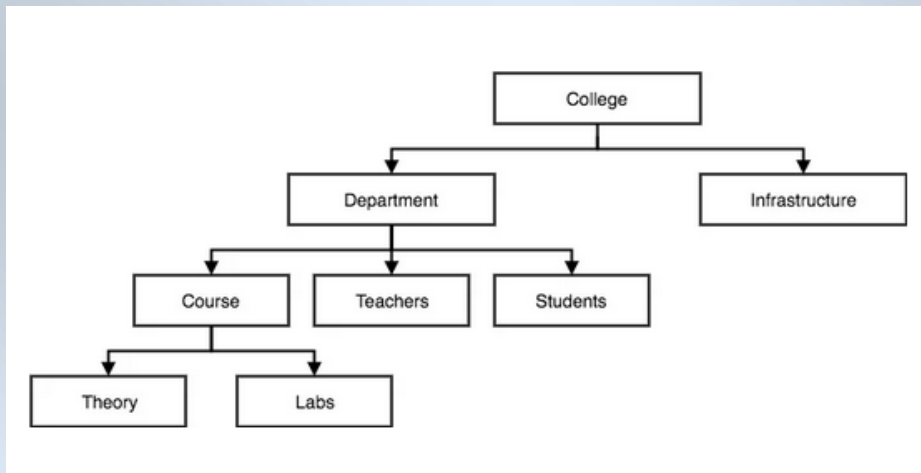 College
Department
Infrastructure
Course
Teachers
Students
Theory
Labs